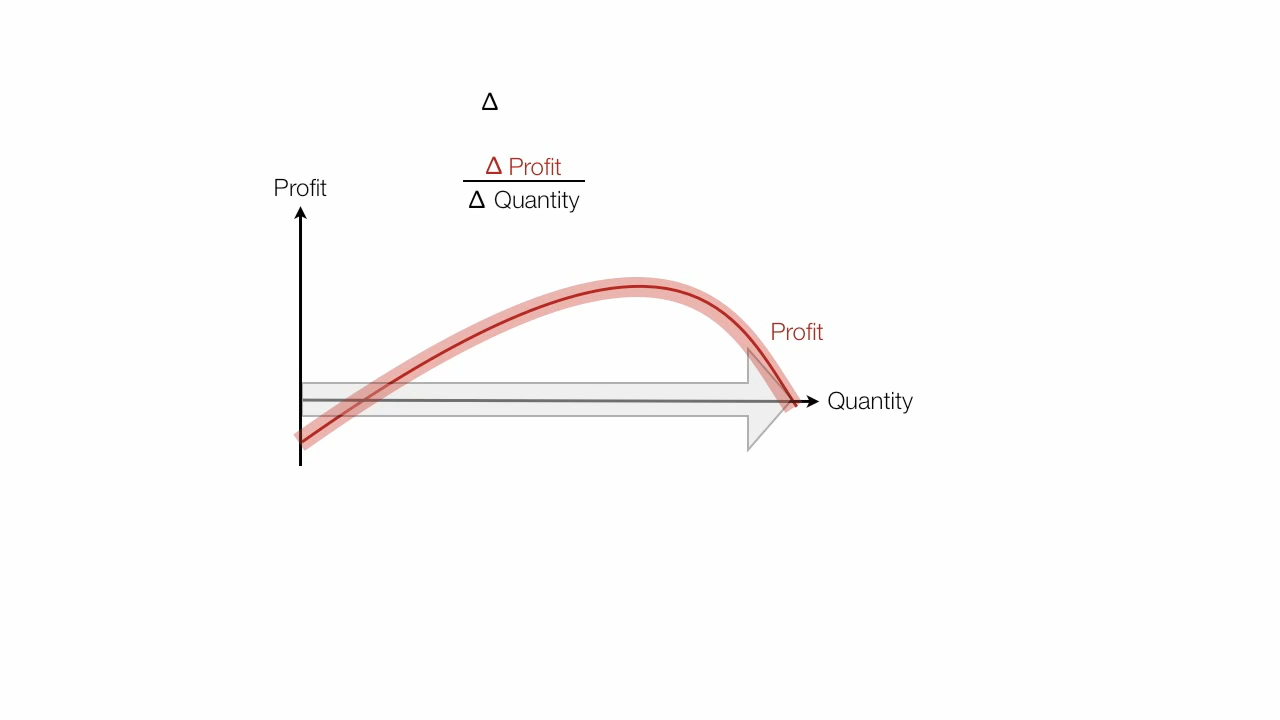 Δ
Δ Profit
Δ Quantity
Profit
Profit
Quantity